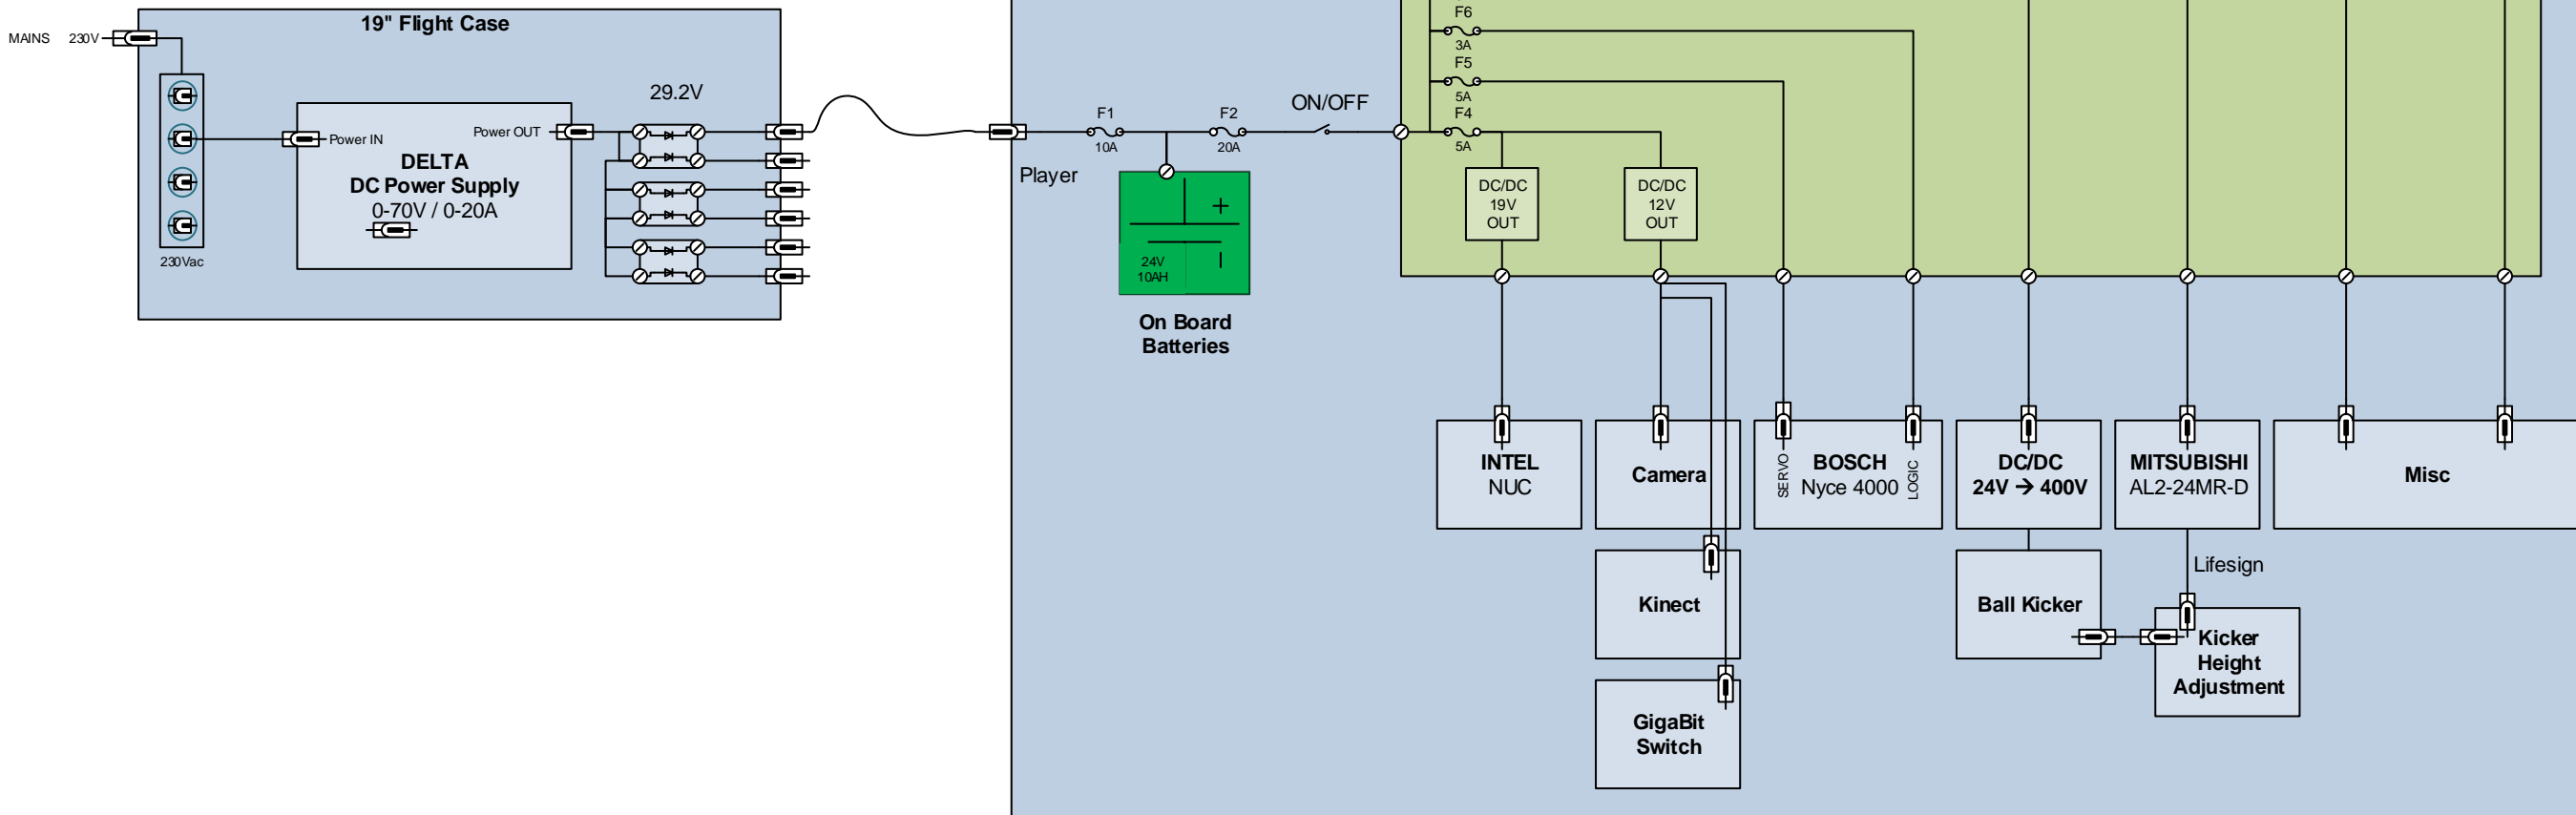 19" Flight Case
MAINS 230V
29.2V
Power IN
Power OUT
DELTA
DC Power Supply
0-70V / 0-20A
230Vac
Player
F1
10A
F2
20A
ON/OFF
24V
10AH
On Board
Batteries
F6
3A
F5
5A
F4
5A
DC/DC
19V
OUT
DC/DC
12V
OUT
INTEL
NUC
Camera
SERVO
BOSCH
Nyce 4000
LOGIC
DC/DC
24V → 400V
MITSUBISHI
AL2-24MR-D
Misc
Kinect
Ball Kicker
Lifesign
Kicker
Height
Adjustment
GigaBit
Switch